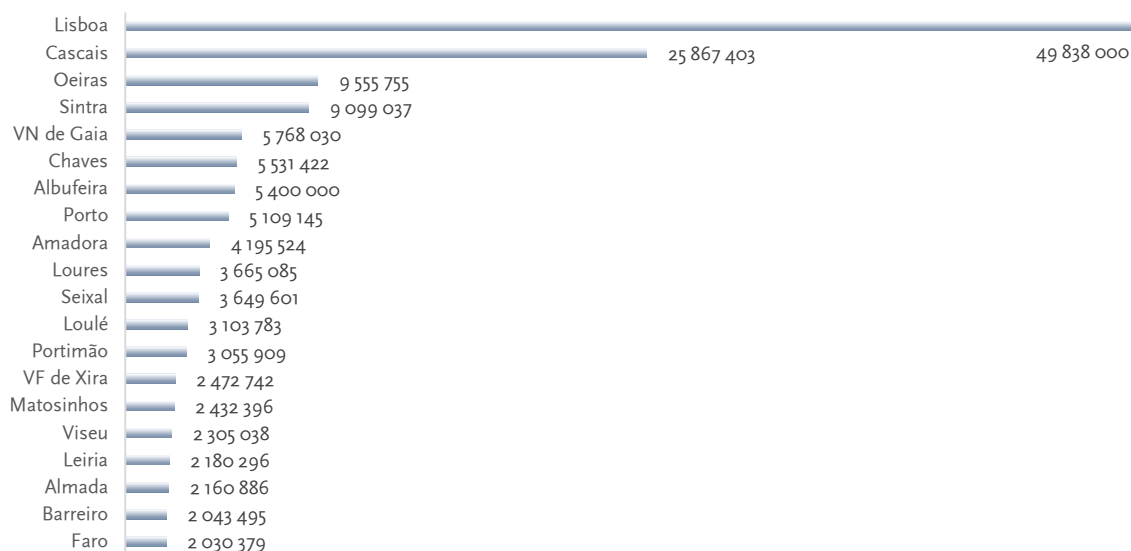 Lisboa
Cascais 25 867 403 49 838 000
Oeiras 9 555 755
Sintra 9 099 037
VN de Gaia 5 768 030
Chaves 5 531 422
Albufeira 5 400 000
Porto 5 109 145
Amadora 4 195 524
Loures 3 665 085
Seixal 3 649 601
Loulé 3 103 783
Portimão 3 055 909
VF de Xira 2 472 742
Matosinhos 2 432 396
Viseu 2 305 038
Leiria 2 180 296
Almada 2 160 886
Barreiro 2 043 495
Faro 2 030 379